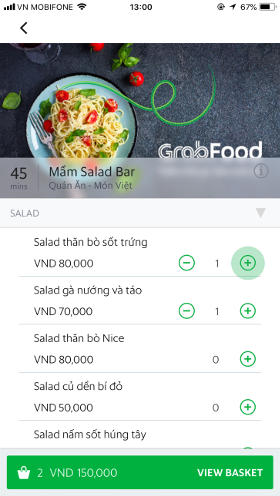 VN MOBIFONE 13:00 67%
GrabFood
45 mins
Mầm Salad Bar
Quán Ăn - Món Việt
SALAD
Salad thăn bò sốt trứng
VND 80,000 1
Salad gà nướng và táo
VND 70,000 1
Salad thăn bò Nice
VND 80,000 0
Salad củ dền bí đỏ
VND 50,000 0
Salad nấm sốt húng tây
2 VND 150,000 VIEW BASKET